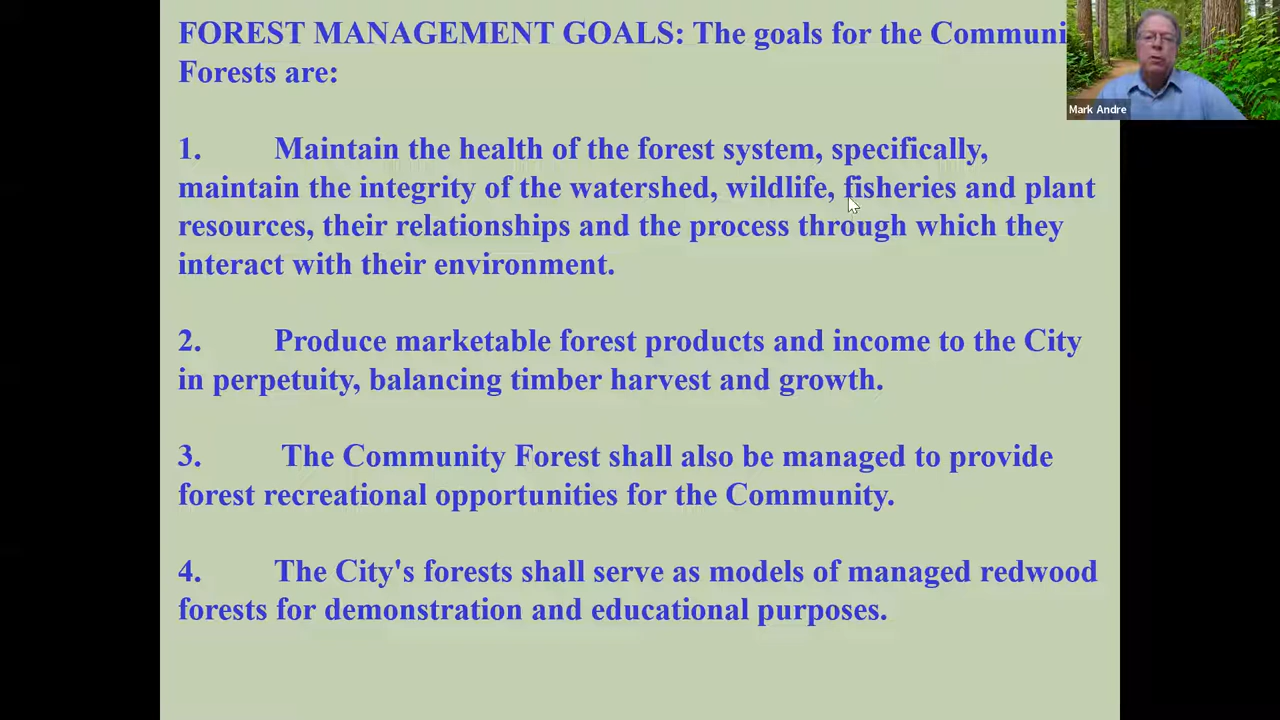 FOREST MANAGEMENT GOALS: The goals for the Communi
Forests are:
1. Maintain the health of the forest system, specifically,
maintain the integrity of the watershed, wildlife, fisheries and plant
resources, their relationships and the process through which they
interact with their environment.
2. Produce marketable forest products and income to the City
in perpetuity, balancing timber harvest and growth.
3. The Community Forest shall also be managed to provide
forest recreational opportunities for the Community.
4. The City's forests shall serve as models of managed redwood
forests for demonstration and educational purposes.
Mark Andre